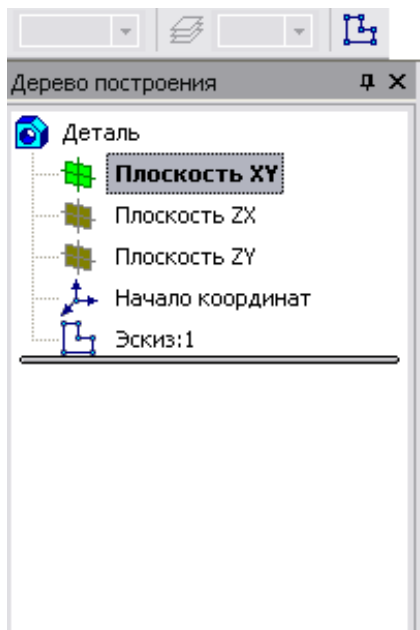 Дерево построения
Деталь
Плоскость XY
Плоскость ZX
Плоскость ZY
Начало координат
Эскиз:1